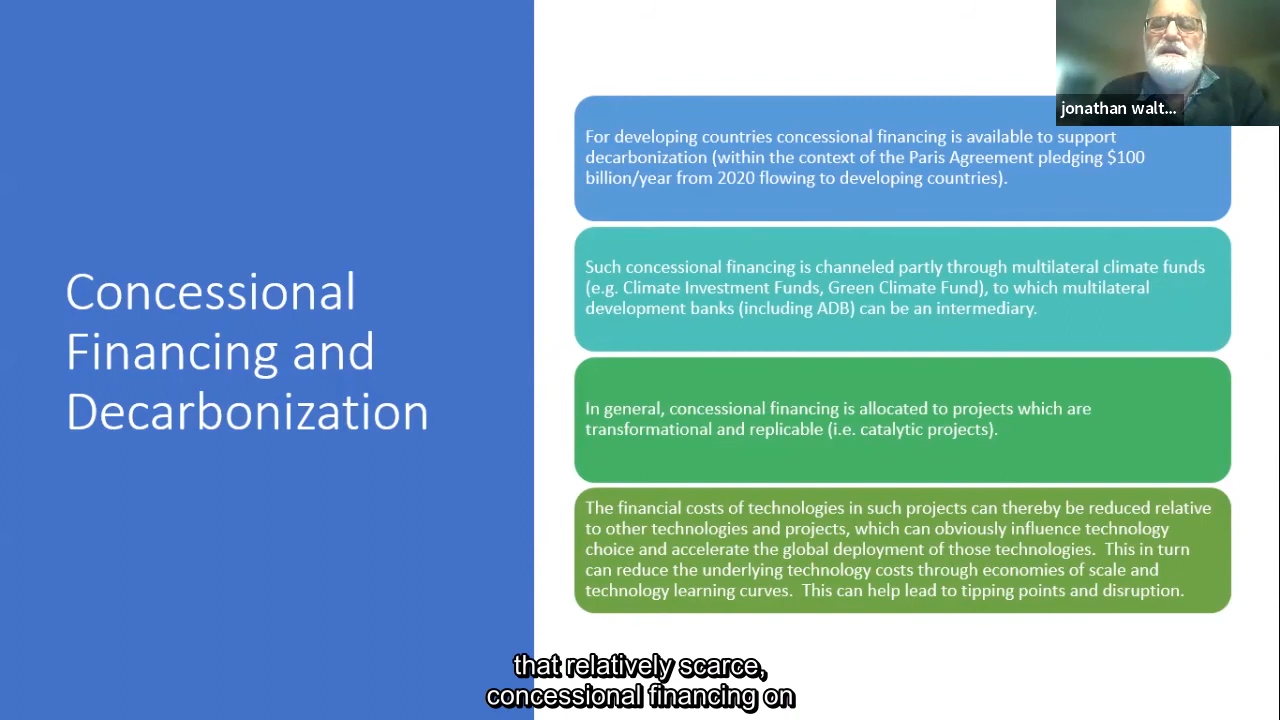 jonathan walt...
Concessional
Financing and
Decarbonization
For developing countries concessional financing is available to support
decarbonization (within the context of the Paris Agreement pledging $100
billion/year from 2020 flowing to developing countries).
Such concessional financing is channeled partly through multilateral climate funds
(e.g. Climate Investment Funds, Green Climate Fund), to which multilateral
development banks (including ADB) can be an intermediary.
In general, concessional financing is allocated to projects which are
transformational and replicable (i.e. catalytic projects).
The financial costs of technologies in such projects can thereby be reduced relative
to other technologies and projects, which can obviously influence technology
choice and accelerate the global deployment of those technologies.  This in turn
can reduce the underlying technology costs through economies of scale and
technology learning curves.  This can help lead to tipping points and disruption.
that relatively scarce,
concessional financing on